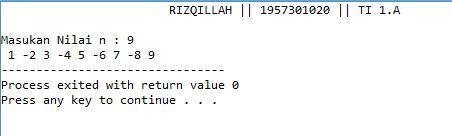 RIZQILLAH || 1957301020 || TI 1.A
Masukan Nilai n : 9
1 -2 3 -4 5 -6 7 -8 9
--------------------------------
Process exited with return value 0
Press any key to continue . . .